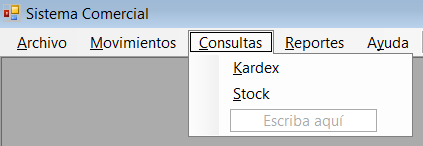 Sistema Comercial
Archivo Movimientos Consultas Reportes Ayuda
Kardex
Stock
Escriba aquí